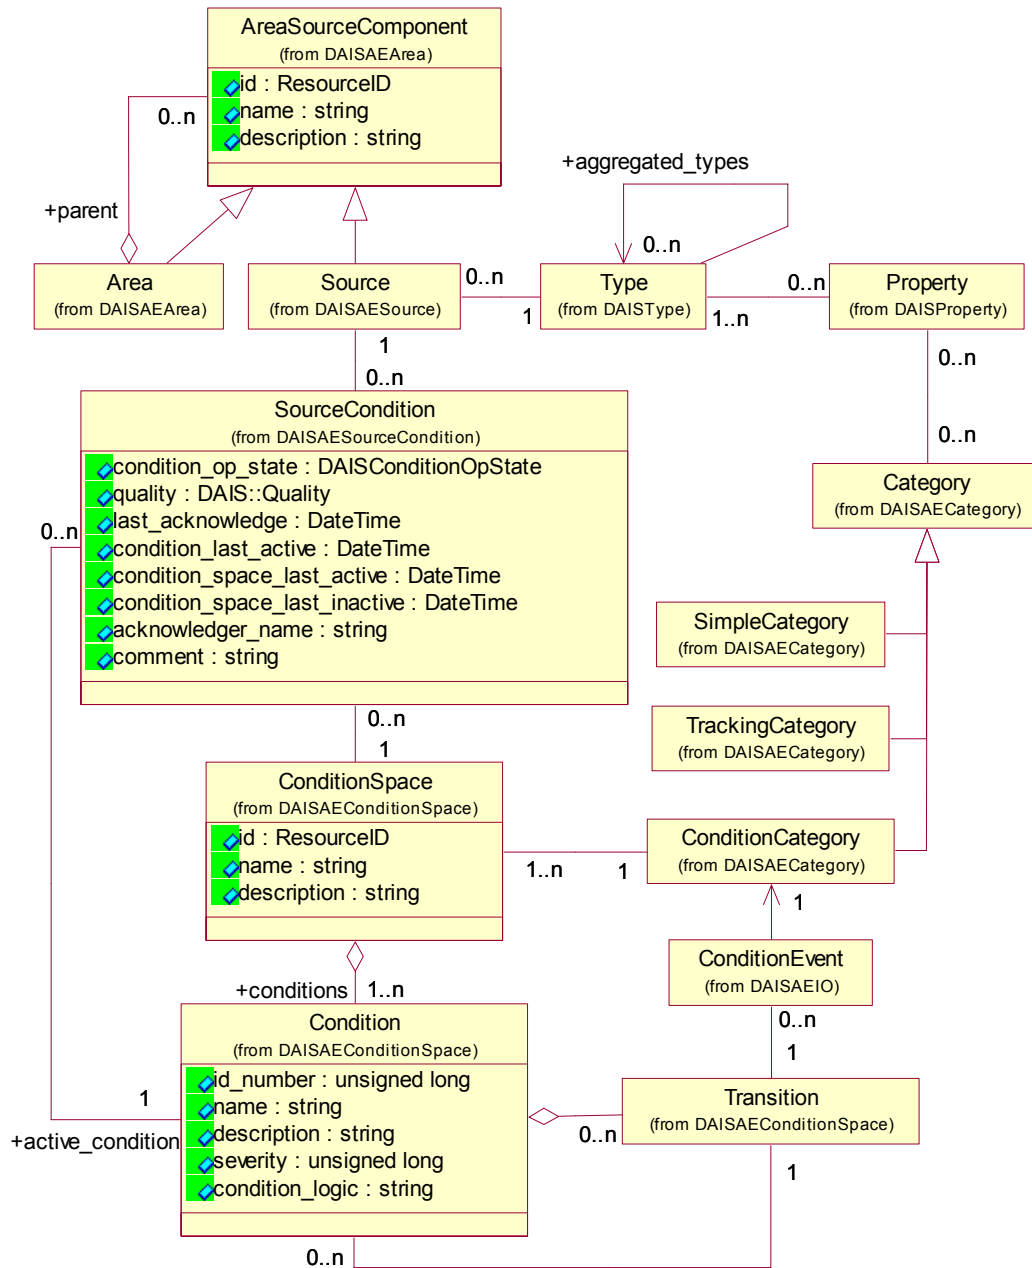 AreaSourceComponent
(from DAISAEArea)
id : ResourceID
name : string
description : string
0..n
+parent
+aggregated_types
0..n
Area
(from DAISAEArea)
Source
(from DAISAESource)
0..n
1
Type
(from DAISType)
0..n
1..n
Property
(from DAISProperty)
1
0..n
0..n
0..n
SourceCondition
(from DAISAESourceCondition)
condition_op_state : DAISConditionOpState
quality : DAIS::Quality
last_acknowledge : DateTime
condition_last_active : DateTime
condition_space_last_active : DateTime
condition_space_last_inactive : DateTime
acknowledger_name : string
comment : string
0..n
Category
(from DAISAECategory)
SimpleCategory
(from DAISAECategory)
TrackingCategory
(from DAISAECategory)
0..n
1
ConditionSpace
(from DAISAEConditionSpace)
id : ResourceID
name : string
description : string
1..n
1
ConditionCategory
(from DAISAECategory)
1
ConditionEvent
(from DAISAEIO)
0..n
1
+conditions
1..n
Condition
(from DAISAEConditionSpace)
id_number : unsigned long
name : string
description : string
severity : unsigned long
condition_logic : string
1
+active_condition
0..n
Transition
(from DAISAEConditionSpace)
1
0..n